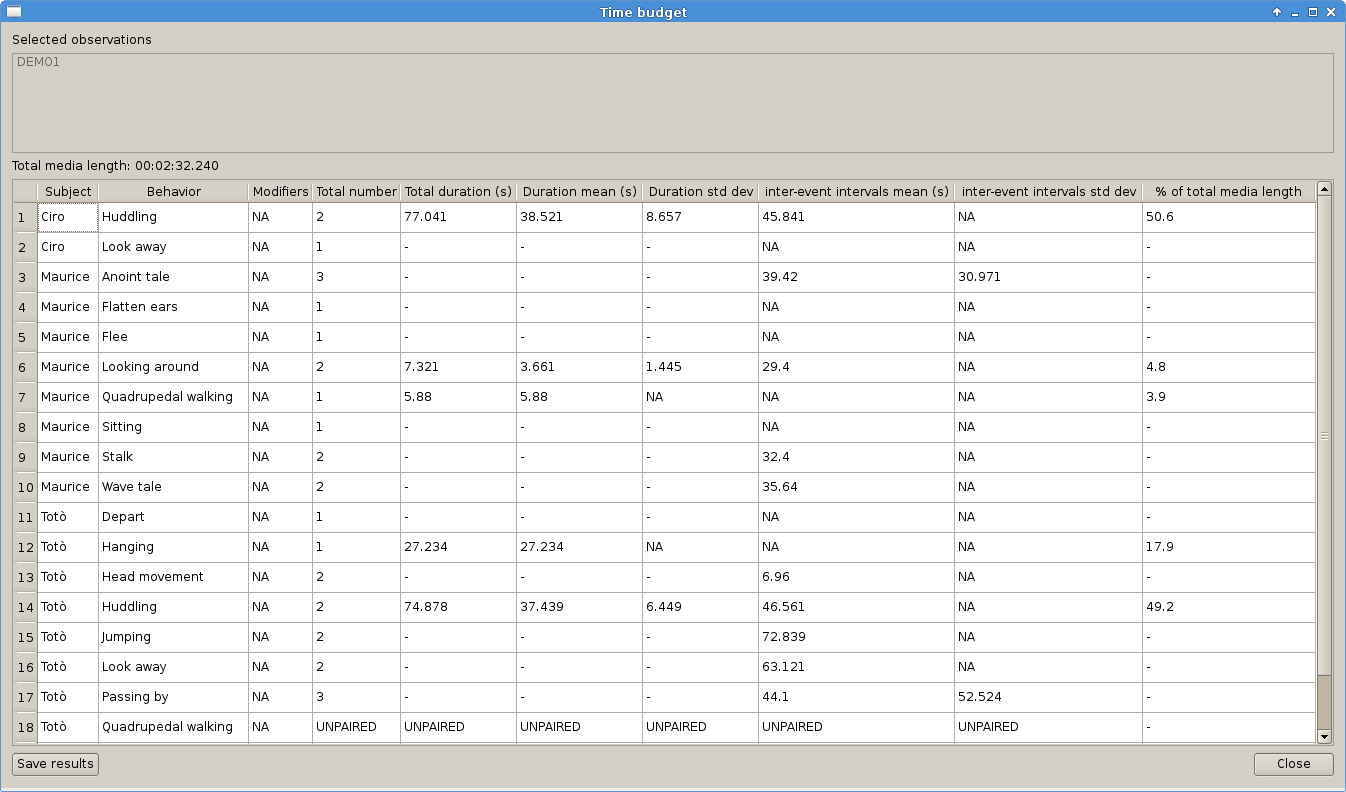 Time budget
Selected observations
DEMO1
Total media length: 00:02:32.240
Subject Behavior Modifiers Total number Total duration (s) Duration mean (s) Duration std dev inter-event intervals mean (s) inter-event intervals std dev % of total media length
1 Ciro Huddling NA 2 77.041 38.521 8.657 45.841 NA 50.6
2 Ciro Look away NA 1 - - - NA NA -
3 Maurice Anoint tale NA 3 - - - 39.42 30.971 -
4 Maurice Flatten ears NA 1 - - - NA NA -
5 Maurice Flee NA 1 - - - NA NA -
6 Maurice Looking around NA 2 7.321 3.661 1.445 29.4 NA 4.8
7 Maurice Quadrupedal walking NA 1 5.88 5.88 NA NA NA 3.9
8 Maurice Sitting NA 1 - - - NA NA -
9 Maurice Stalk NA 2 - - - 32.4 NA -
10 Maurice Wave tale NA 2 - - - 35.64 NA -
11 Totò Depart NA 1 - - - NA NA -
12 Totò Hanging NA 1 27.234 27.234 NA NA NA 17.9
13 Totò Head movement NA 2 - - - 6.96 NA -
14 Totò Huddling NA 2 74.878 37.439 6.449 46.561 NA 49.2
15 Totò Jumping NA 2 - - - 72.839 NA -
16 Totò Look away NA 2 - - - 63.121 NA -
17 Totò Passing by NA 3 - - - 44.1 52.524 -
18 Totò Quadrupedal walking NA UNPAIRED UNPAIRED UNPAIRED UNPAIRED UNPAIRED UNPAIRED -
Save results Close